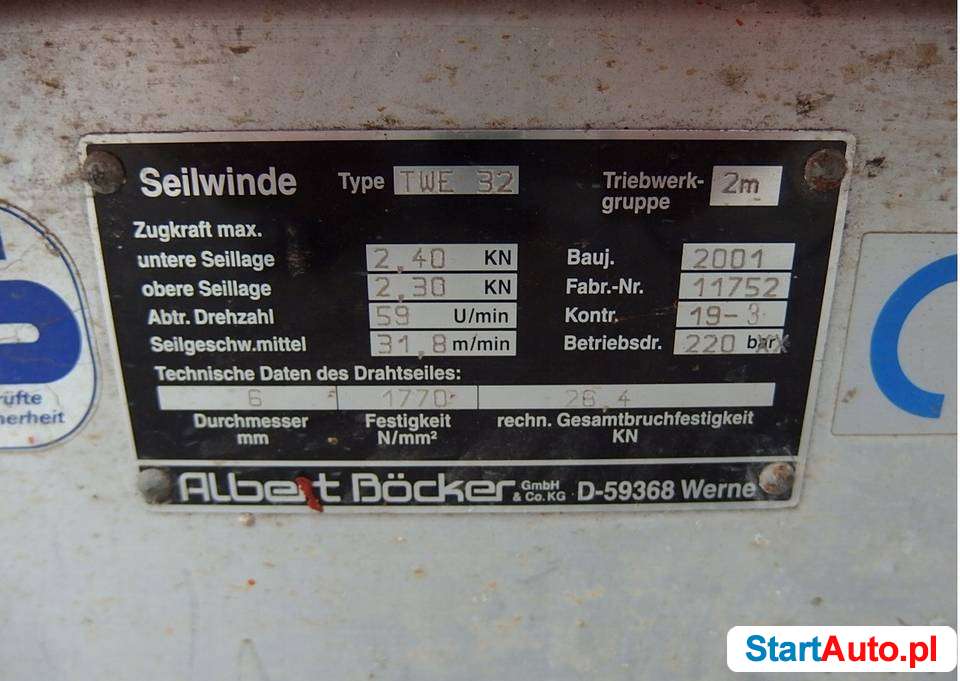 Seilwinde Type TWE 32 Triebwerk-
gruppe 2m
Zugkraft max.
untere Seillage 2,40 KN Bauj. 2001
obere Seillage 2,30 KN Fabr.-Nr. 11752
Abtr. Drehzahl 59 U/min Kontr. 19-3
Seilgeschw.mittel 31,8 m/min Betriebsdr. 220 bar
Technische Daten des Drahtseiles:
6 1770 28,4
Durchmesser Festigkeit rechn. Gesamtbruchfestigkeit
mm N/mm² KN
Albert Böcker GmbH & Co. KG D-59368 Werne
StartAuto.pl